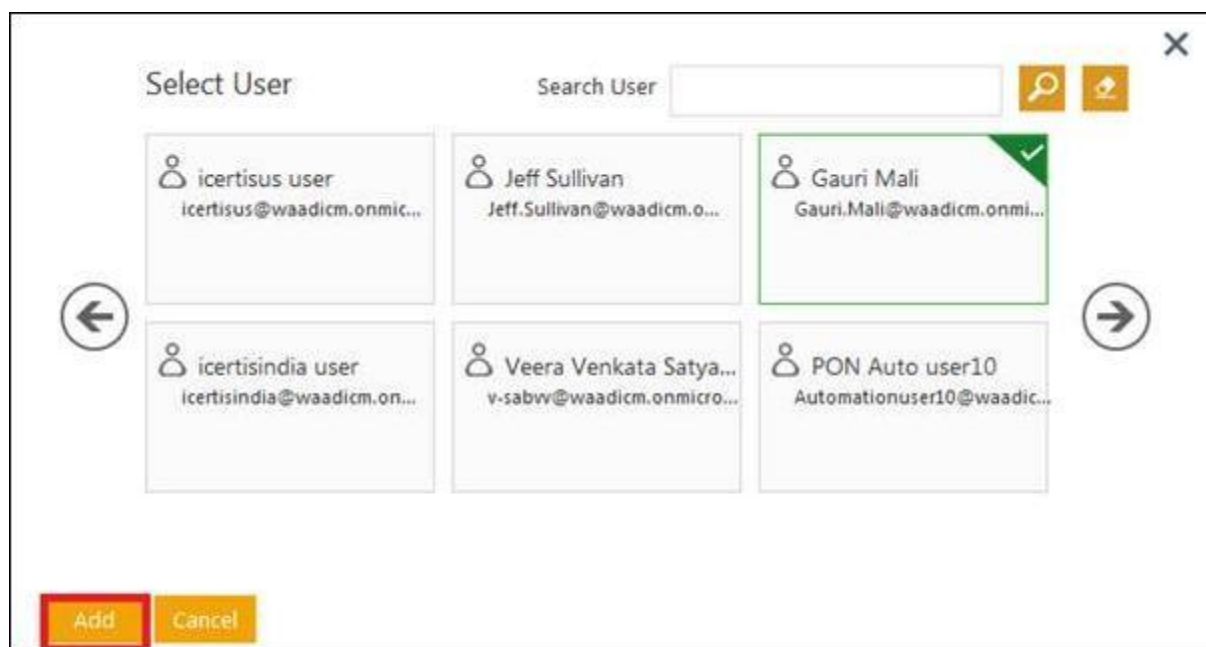 Select User
Search User
icertisus user
icertisus@waadicm.onmic...
Jeff Sullivan
Jeff.Sullivan@waadicm.o...
Gauri Mali
Gauri.Mali@waadicm.onmi...
icertisindia user
icertisindia@waadicm.on...
Veera Venkata Satya...
v-sabvv@waadicm.onmicro...
PON Auto user10
Automationuser10@waadic...
Add
Cancel